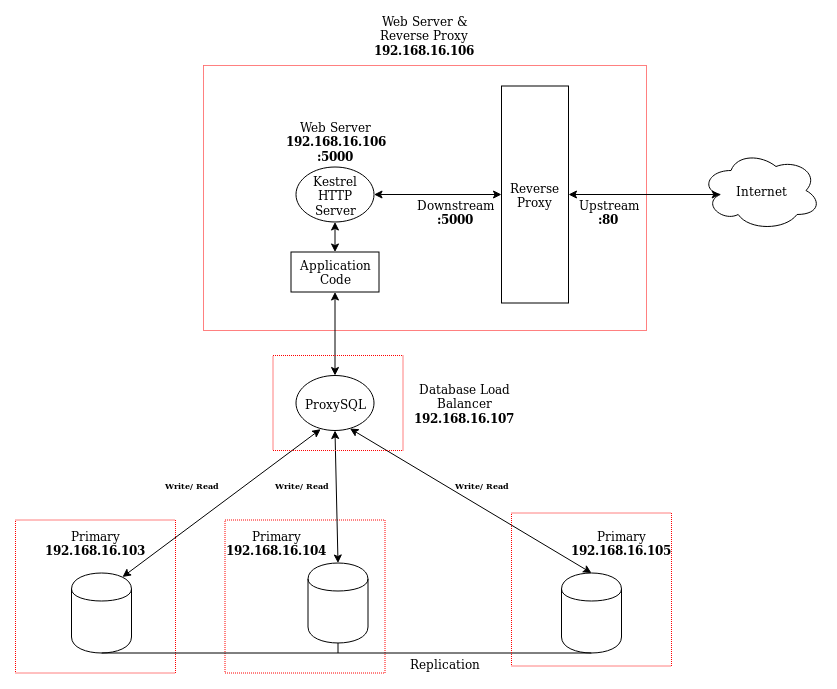 Web Server &
Reverse Proxy
192.168.16.106
Web Server
192.168.16.106
:5000
Kestrel
HTTP
Server
Downstream
:5000
Reverse
Proxy
Upstream
:80
Internet
Application
Code
ProxySQL
Database Load
Balancer
192.168.16.107
Write/ Read
Write/ Read
Write/ Read
Primary
192.168.16.103
Primary
192.168.16.104
Primary
192.168.16.105
Replication